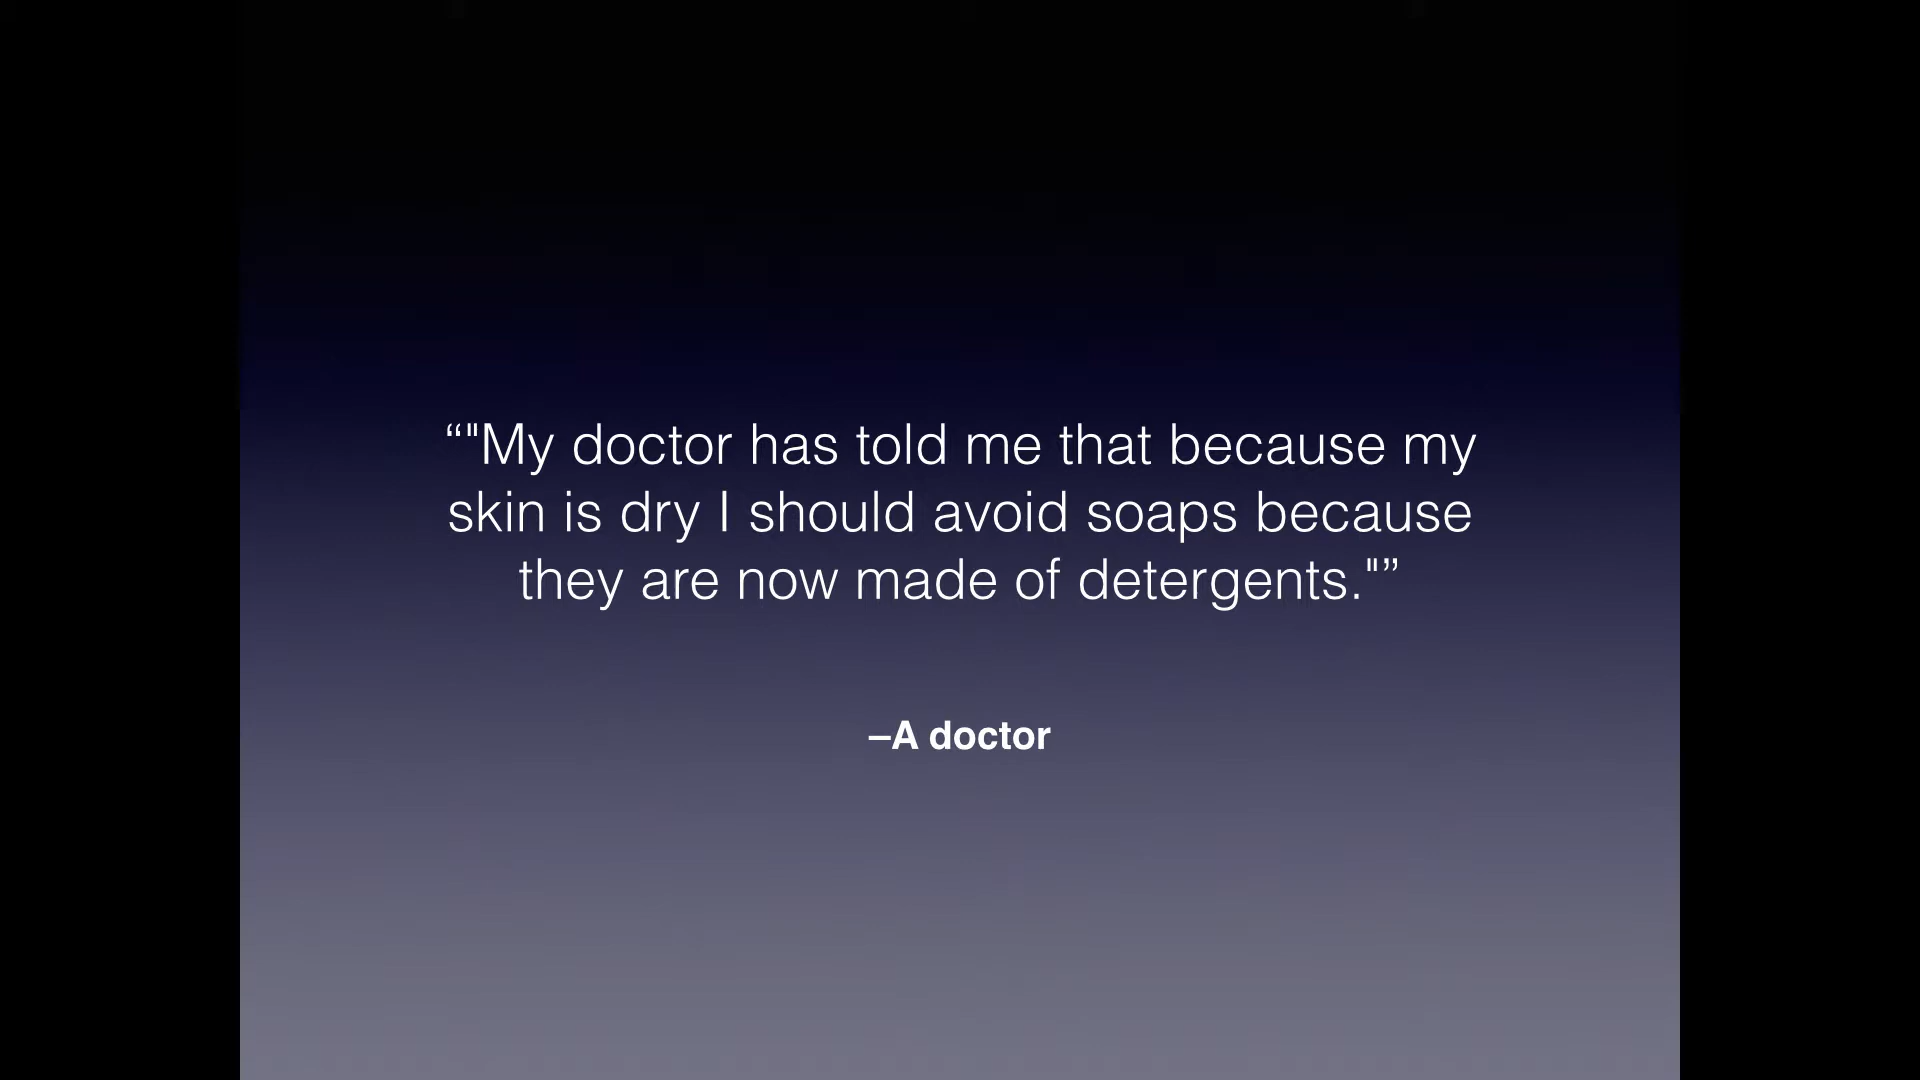 “"My doctor has told me that because my
skin is dry I should avoid soaps because
they are now made of detergents."”
–A doctor